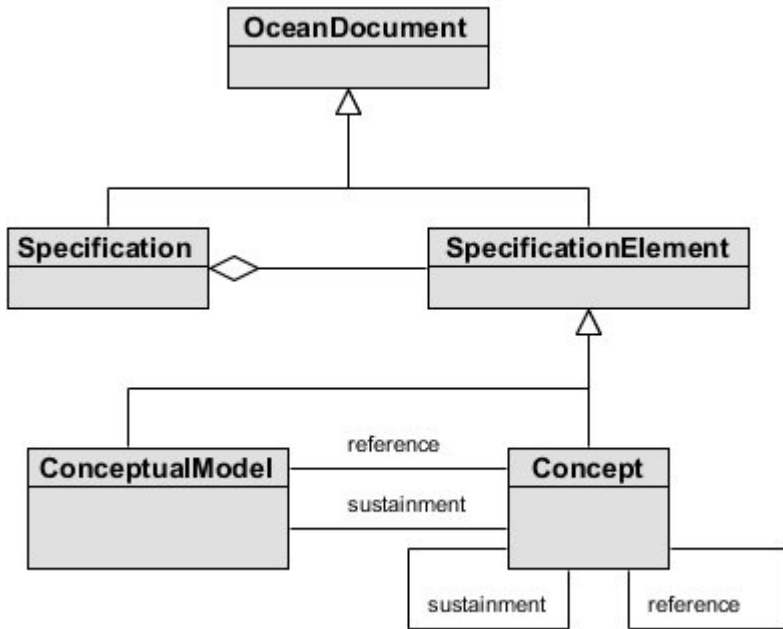 OceanDocument
Specification
SpecificationElement
reference
ConceptualModel
Concept
sustainment
sustainment
reference